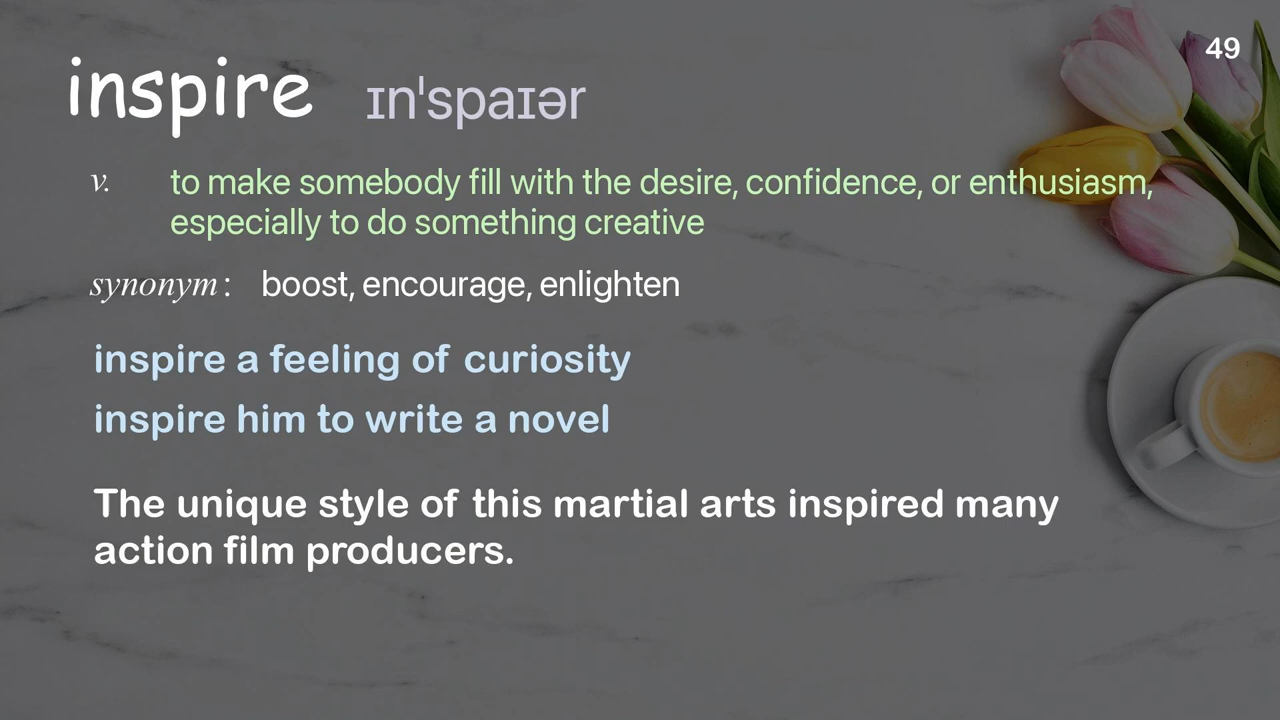 49
inspire ɪnˈspaɪər
v. to make somebody fill with the desire, confidence, or enthusiasm,
especially to do something creative
synonym: boost, encourage, enlighten
inspire a feeling of curiosity
inspire him to write a novel
The unique style of this martial arts inspired many
action film producers.